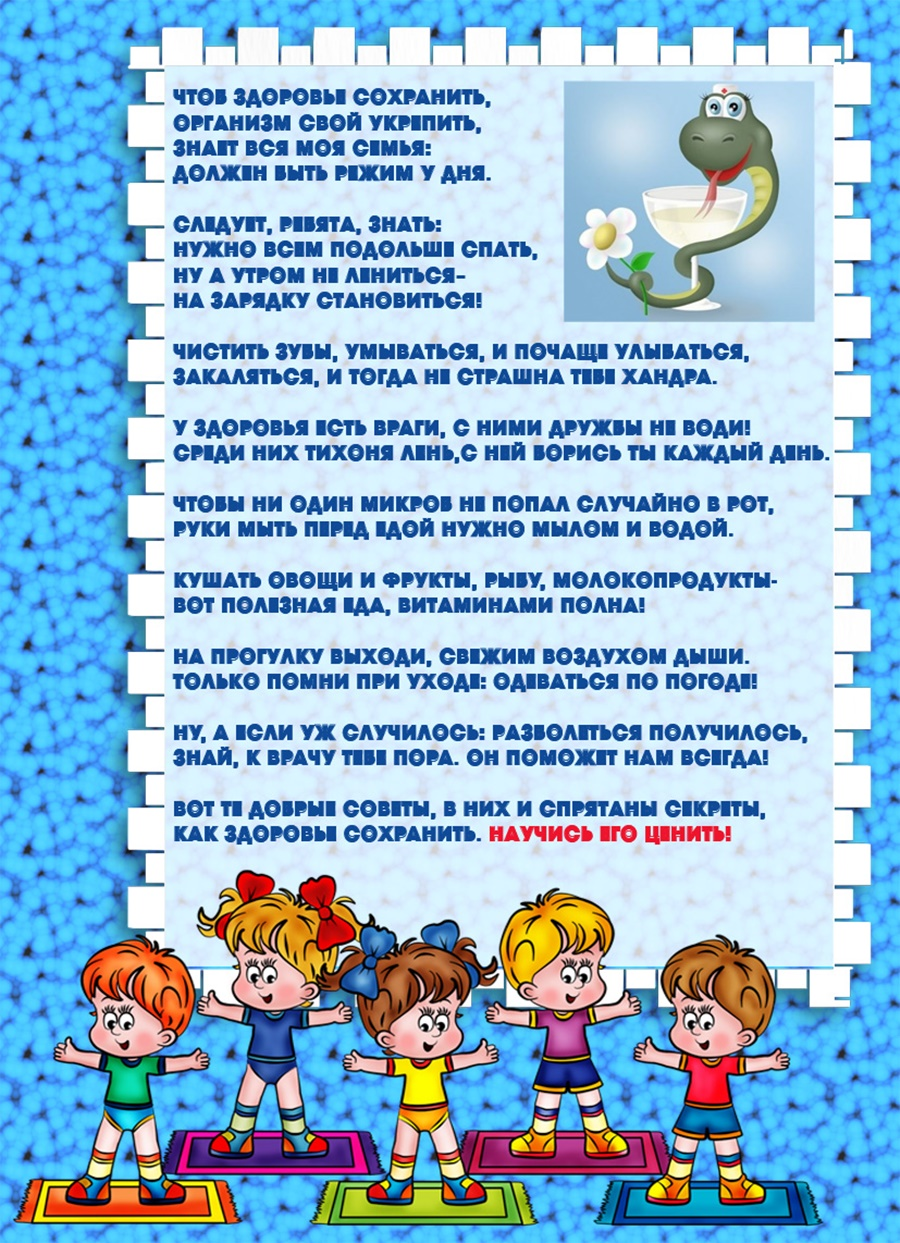 ЧТОБ ЗДОРОВЬЕ СОХРАНИТЬ,
ОРГАНИЗМ СВОЙ УКРЕПИТЬ,
ЗНАЕТ ВСЯ МОЯ СЕМЬЯ:
ДОЛЖЕН БЫТЬ РЕЖИМ У ДНЯ.
СЛЕДУЕТ, РЕБЯТА, ЗНАТЬ:
НУЖНО ВСЕМ ПОДОЛЬШЕ СПАТЬ,
НУ А УТРОМ НЕ ЛЕНИТЬСЯ-
НА ЗАРЯДКУ СТАНОВИТЬСЯ!
ЧИСТИТЬ ЗУБЫ, УМЫВАТЬСЯ, И ПОЧАЩЕ УЛЫБАТЬСЯ,
ЗАКАЛЯТЬСЯ, И ТОГДА НЕ СТРАШНА ТЕБЕ ХАНДРА.
У ЗДОРОВЬЯ ЕСТЬ ВРАГИ, С НИМИ ДРУЖБЫ НЕ ВОДИ!
СРЕДИ НИХ ТИХОНЯ ЛЕНЬ,С НЕЙ БОРИСЬ ТЫ КАЖДЫЙ ДЕНЬ.
ЧТОБЫ НИ ОДИН МИКРОБ НЕ ПОПАЛ СЛУЧАЙНО В РОТ,
РУКИ МЫТЬ ПЕРЕД ЕДОЙ НУЖНО МЫЛОМ И ВОДОЙ.
КУШАТЬ ОВОЩИ И ФРУКТЫ, РЫБУ, МОЛОКОПРОДУКТЫ-
ВОТ ПОЛЕЗНАЯ ЕДА, ВИТАМИНАМИ ПОЛНА!
НА ПРОГУЛКУ ВЫХОДИ, СВЕЖИМ ВОЗДУХОМ ДЫШИ.
ТОЛЬКО ПОМНИ ПРИ УХОДЕ: ОДЕВАТЬСЯ ПО ПОГОДЕ!
НУ, А ЕСЛИ УЖ СЛУЧИЛОСЬ: РАЗБОЛЕТЬСЯ ПОЛУЧИЛОСЬ,
ЗНАЙ, К ВРАЧУ ТЕБЕ ПОРА. ОН ПОМОЖЕТ НАМ ВСЕГДА!
ВОТ ТЕ ДОБРЫЕ СОВЕТЫ, В НИХ И СПРЯТАНЫ СЕКРЕТЫ,
КАК ЗДОРОВЬЕ СОХРАНИТЬ. НАУЧИСЬ ЕГО ЦЕНИТЬ!